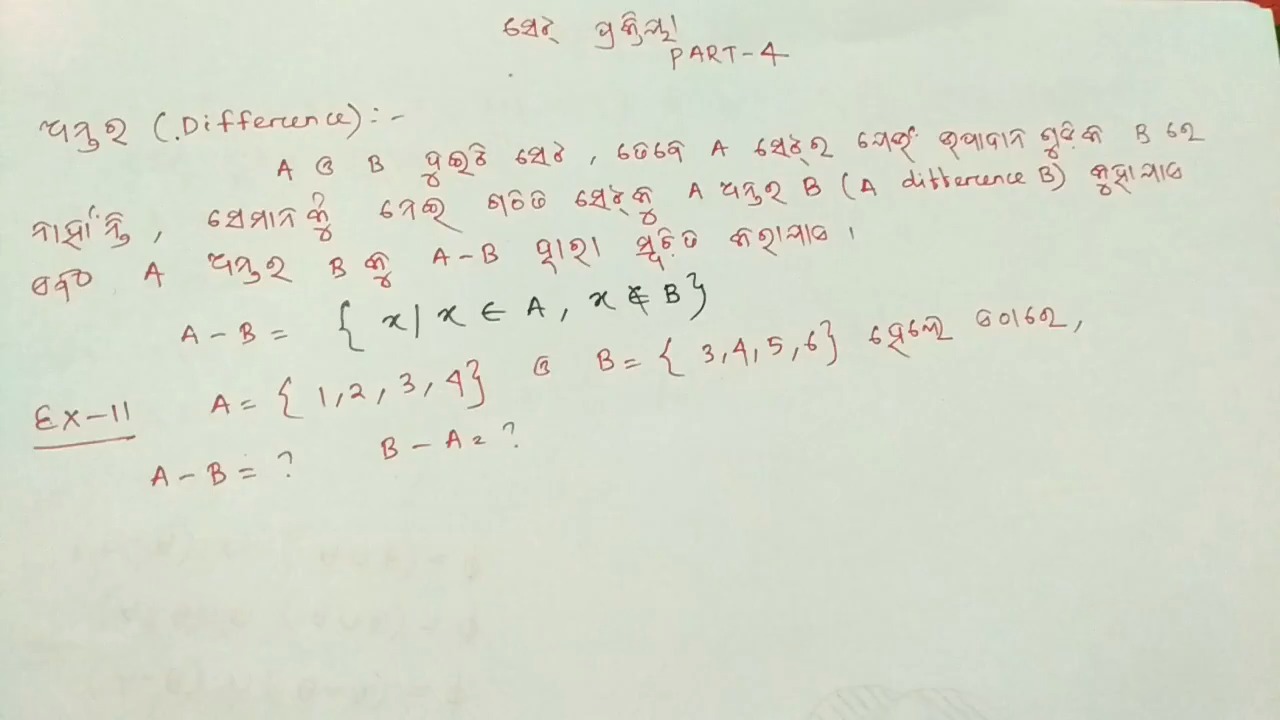 ସେଟ୍ ପ୍ରକ୍ରିୟା
PART-4
ଅନ୍ତର (Difference):-
A ଓ B ଦୁଇଟି ସେଟ୍, ତେବେ A ସେଟ୍‌ର ଯେଉଁ ଉପାଦାନ ଗୁଡ଼ିକ B ରେ
ନାହାଁନ୍ତି, ସେମାନଙ୍କୁ ନେଇ ଗଠିତ ସେଟ୍‌କୁ A ଅନ୍ତର B (A difference B) କୁହାଯାଏ
ଏବଂ A ଅନ୍ତର B କୁ A-B ଦ୍ୱାରା ସୂଚିତ କରାଯାଏ ।
A - B = { x | x ∈ A, x ∉ B }
Ex-11 A = { 1, 2, 3, 4 } ଓ B = { 3, 4, 5, 6 } ହେଲେ
A - B = ? B - A = ?